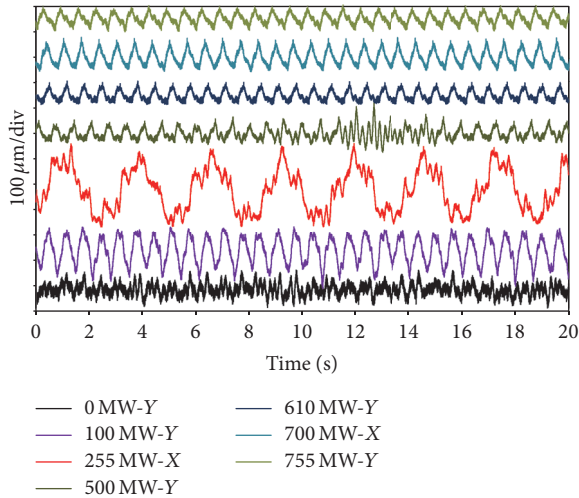 100 μm/div
0 2 4 6 8 10 12 14 16 18 20
Time (s)
0 MW-Y
100 MW-Y
255 MW-X
500 MW-Y
610 MW-Y
700 MW-X
755 MW-Y